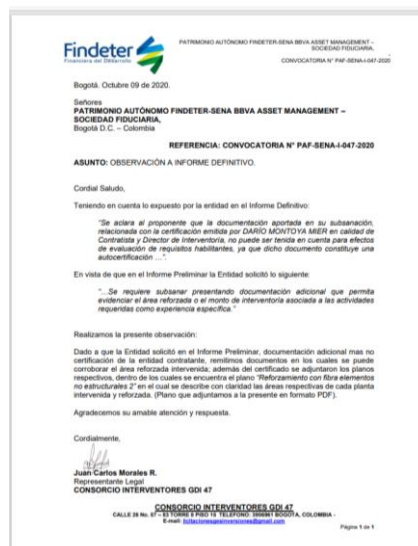 Findeter
Financiera del Desarrollo
PATRIMONIO AUTÓNOMO FINDETER-SENA BBVA ASSET MANAGEMENT –
SOCIEDAD FIDUCIARIA,
CONVOCATORIA N° PAF-SENA-I-047-2020
Bogotá, Octubre 09 de 2020.
Señores
PATRIMONIO AUTÓNOMO FINDETER-SENA BBVA ASSET MANAGEMENT –
SOCIEDAD FIDUCIARIA,
Bogotá D.C. – Colombia
REFERENCIA: CONVOCATORIA N° PAF-SENA-I-047-2020
ASUNTO: OBSERVACIÓN A INFORME DEFINITIVO.
Cordial Saludo,
Teniendo en cuenta lo expuesto por la entidad en el Informe Definitivo:
"Se aclara al proponente que la documentación aportada en su subsanación,
relacionada con la certificación emitida por DARÍO MONTOYA MIER en calidad de
Contratista y Director de Interventoría, no puede ser tenida en cuenta para efectos
de evaluación de requisitos habilitantes, ya que dicho documento constituye una
autocertificación …".
En vista de que en el Informe Preliminar la Entidad solicitó lo siguiente:
"…Se requiere subsanar presentando documentación adicional que permita
evidenciar el área reforzada o el monto de interventoría asociada a las actividades
requeridas como experiencia específica."
Realizamos la presente observación:
Dado a que la Entidad solicitó en el Informe Preliminar, documentación adicional mas no
certificación de la entidad contratante, remitimos documentos en los cuales se puede
corroborar el área reforzada intervenida; además del certificado se adjuntaron los planos
respectivos, dentro de los cuales se encuentra el plano "Reforzamiento con fibra elementos
no estructurales 2" en el cual se describe con claridad las áreas respectivas de cada planta
intervenida y reforzada. (Plano que adjuntamos a la presente en formato PDF).
Agradecemos su amable atención y respuesta.
Cordialmente,
Juan Carlos Morales R.
Representante Legal
CONSORCIO INTERVENTORES GDI 47
CONSORCIO INTERVENTORES GDI 47
BOGOTÁ, COLOMBIA -
Página 1 de 1